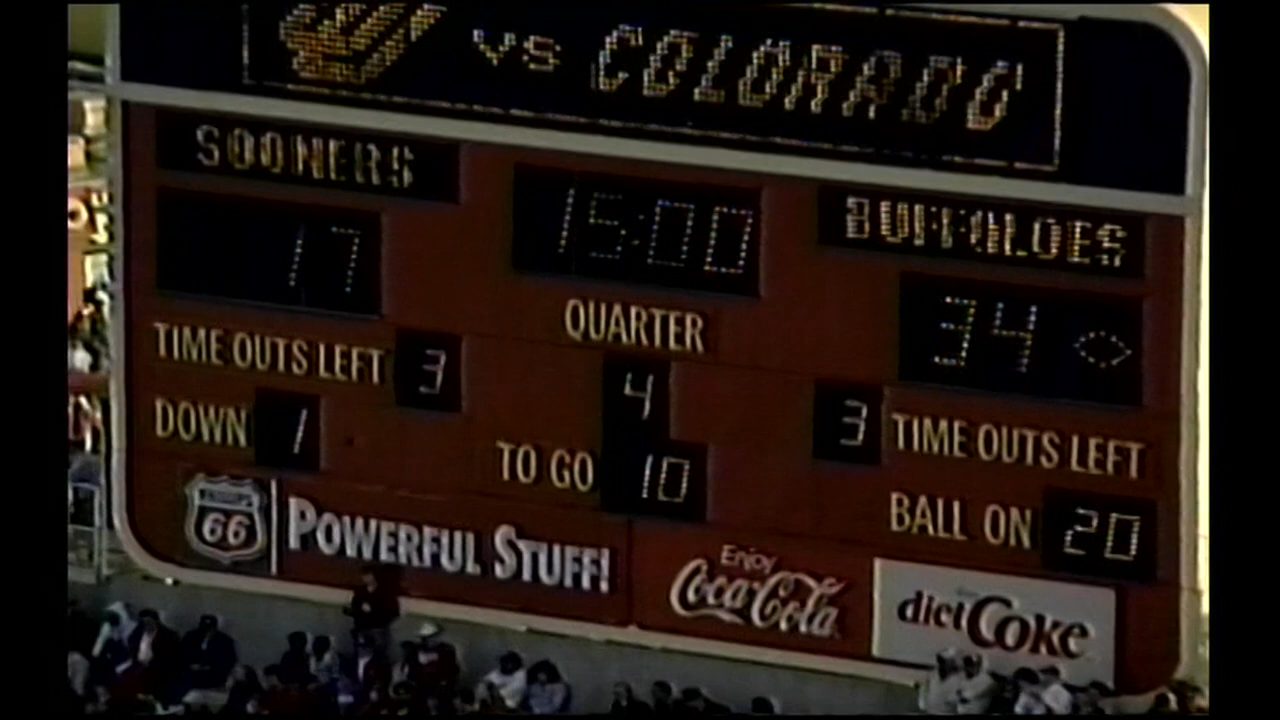 vs COLORADO
SOONERS
15:00
BUFFALOES
17
34
QUARTER
TIME OUTS LEFT 3
4
3 TIME OUTS LEFT
DOWN 1
TO GO 10
BALL ON 20
PHILLIPS
66
POWERFUL STUFF!
Enjoy
Coca-Cola
diet Coke